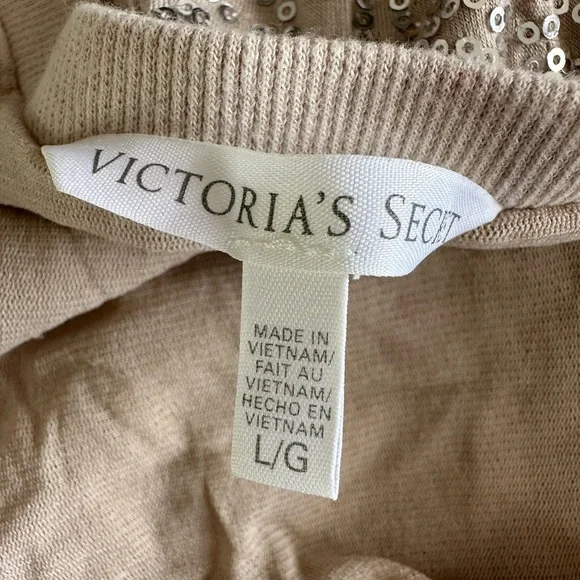 VICTORIA'S SECRET
MADE IN
VIETNAM/
FAIT AU
VIETNAM/
HECHO EN
VIETNAM
L/G